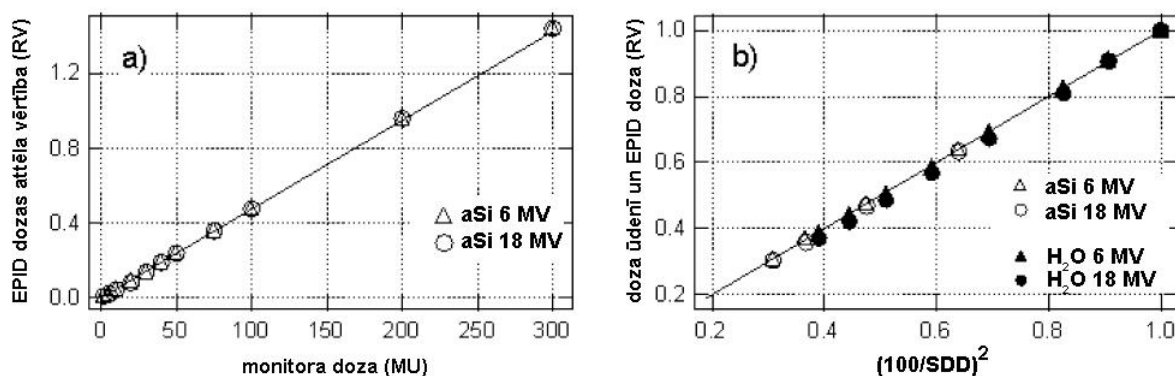 EPID dozas attēla vērtība (RV)
a)
1.2
0.8
0.4
0.0
aSi 6 MV
aSi 18 MV
0 50 100 150 200 250 300
monitora doza (MU)
doza ūdenī un EPID doza (RV)
b)
1.0
0.8
0.6
0.4
0.2
aSi 6 MV
aSi 18 MV
H₂O 6 MV
H₂O 18 MV
0.2 0.4 0.6 0.8 1.0
(100/SDD)²